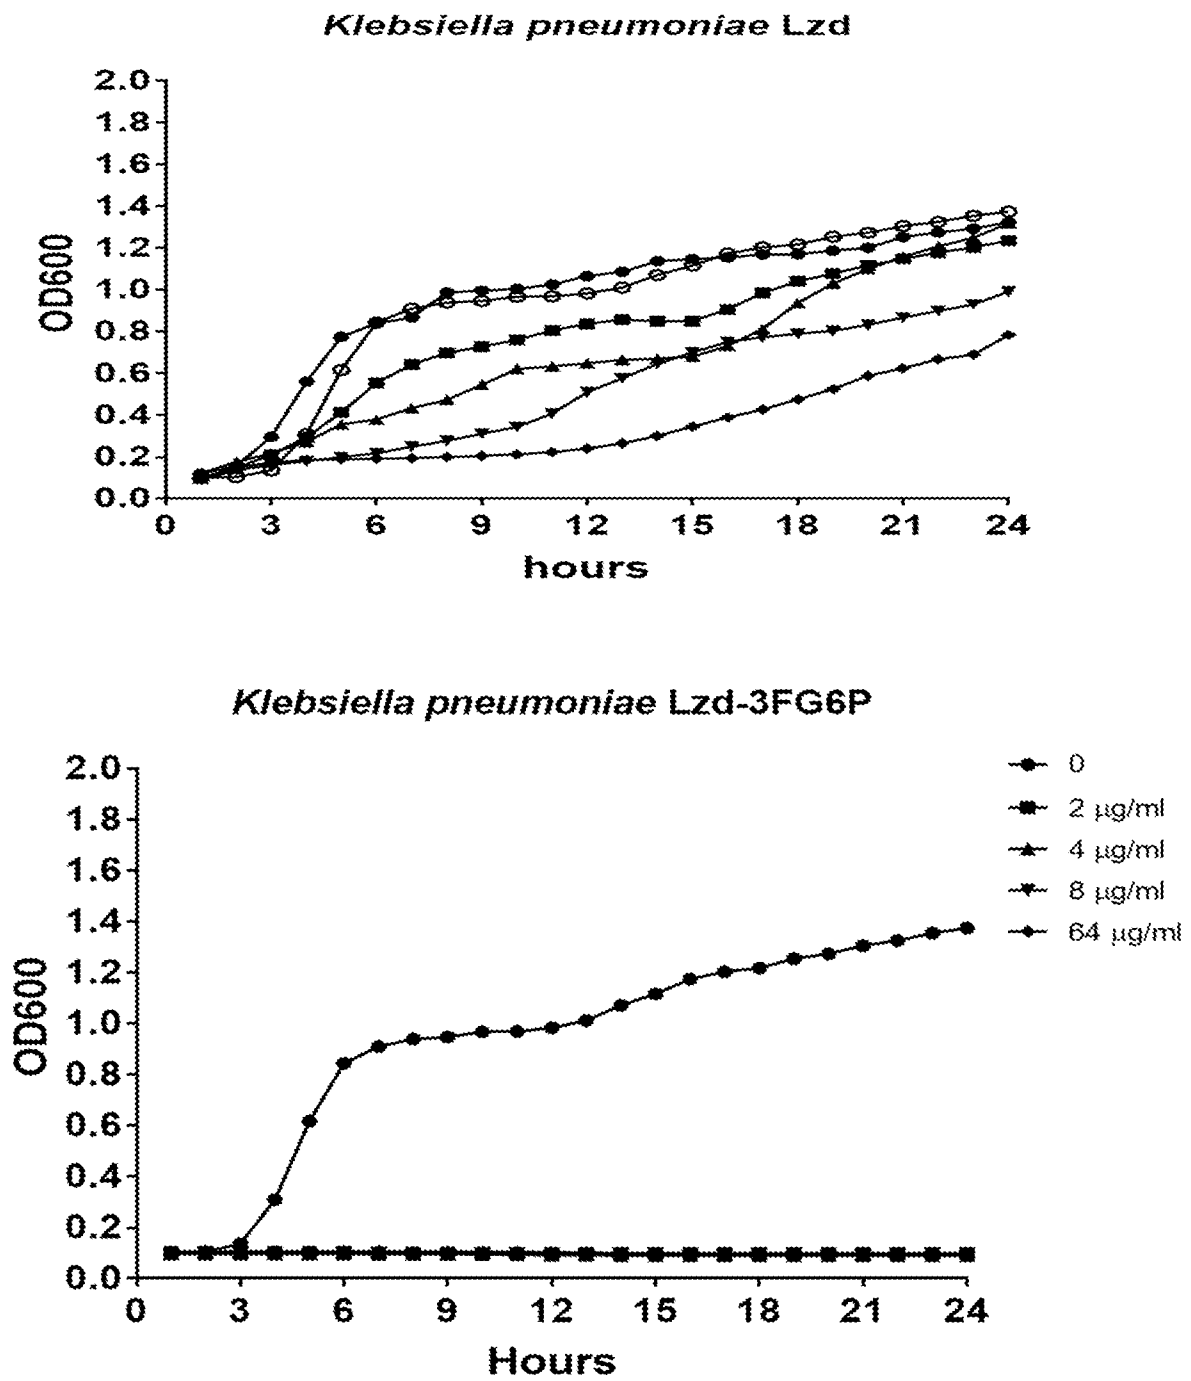 Klebsiella pneumoniae Lzd
2.0
1.8
1.6
1.4
1.2
1.0
0.8
0.6
0.4
0.2
0.0
OD600
0 3 6 9 12 15 18 21 24
hours
Klebsiella pneumoniae Lzd-3FG6P
2.0
1.8
1.6
1.4
1.2
1.0
0.8
0.6
0.4
0.2
0.0
OD600
0 3 6 9 12 15 18 21 24
Hours
0
2 µg/ml
4 µg/ml
8 µg/ml
64 µg/ml